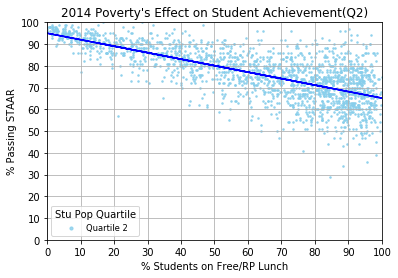 2014 Poverty's Effect on Student Achievement(Q2)
100
90
80
70
60
50
40
30
20
10
0
% Passing STAAR
Stu Pop Quartile
Quartile 2
0 10 20 30 40 50 60 70 80 90 100
% Students on Free/RP Lunch